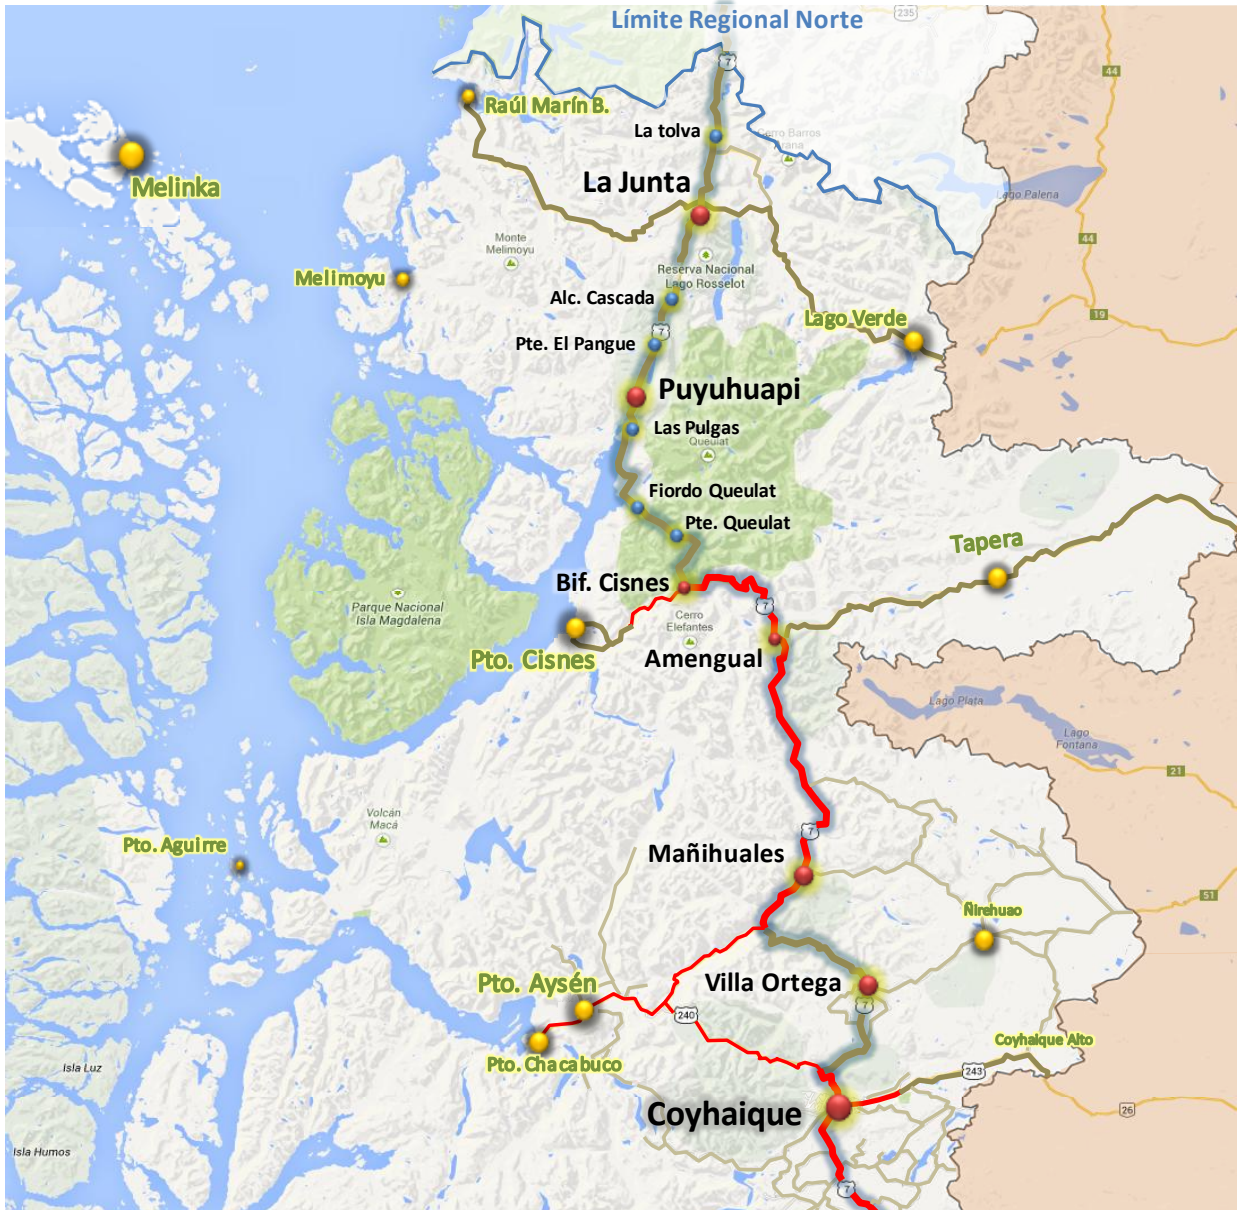 Límite Regional Norte
235
7
44
Raúl Marín B.
La tolva
Cerro Barros
Arana
Melinka
La Junta
Lago Palena
44
Monte
Melimoyu
Reserva Nacional
Lago Rosselot
Melimoyu
Alc. Cascada
19
Lago Verde
7
Pte. El Pangue
Puyuhuapi
Las Pulgas
Queulat
Fiordo Queulat
Pte. Queulat
Tapera
Bif. Cisnes
7
Parque Nacional
Isla Magdalena
Cerro
Elefantes
Pto. Cisnes
Amengual
Lago Plata
Lago
Fontana
21
Volcán
Macá
7
Pto. Aguirre
Mañihuales
51
Ñirehuao
Pto. Aysén
Villa Ortega
7
240
Coyhaique Alto
Pto. Chacabuco
243
Isla Luz
Coyhaique
26
Isla Humos
7